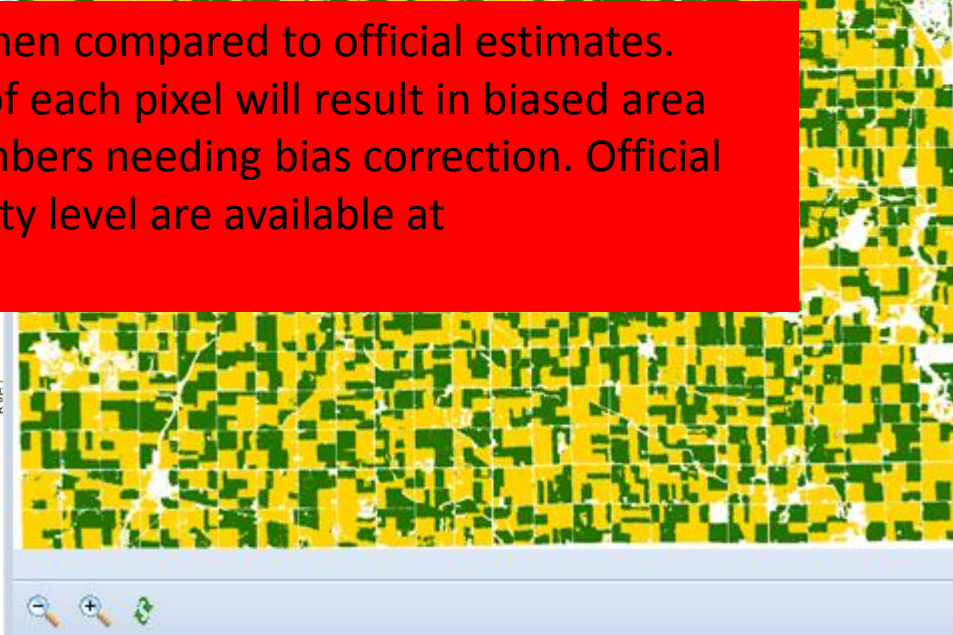 hen compared to official estimates.
of each pixel will result in biased area
nbers needing bias correction. Official
ty level are available at